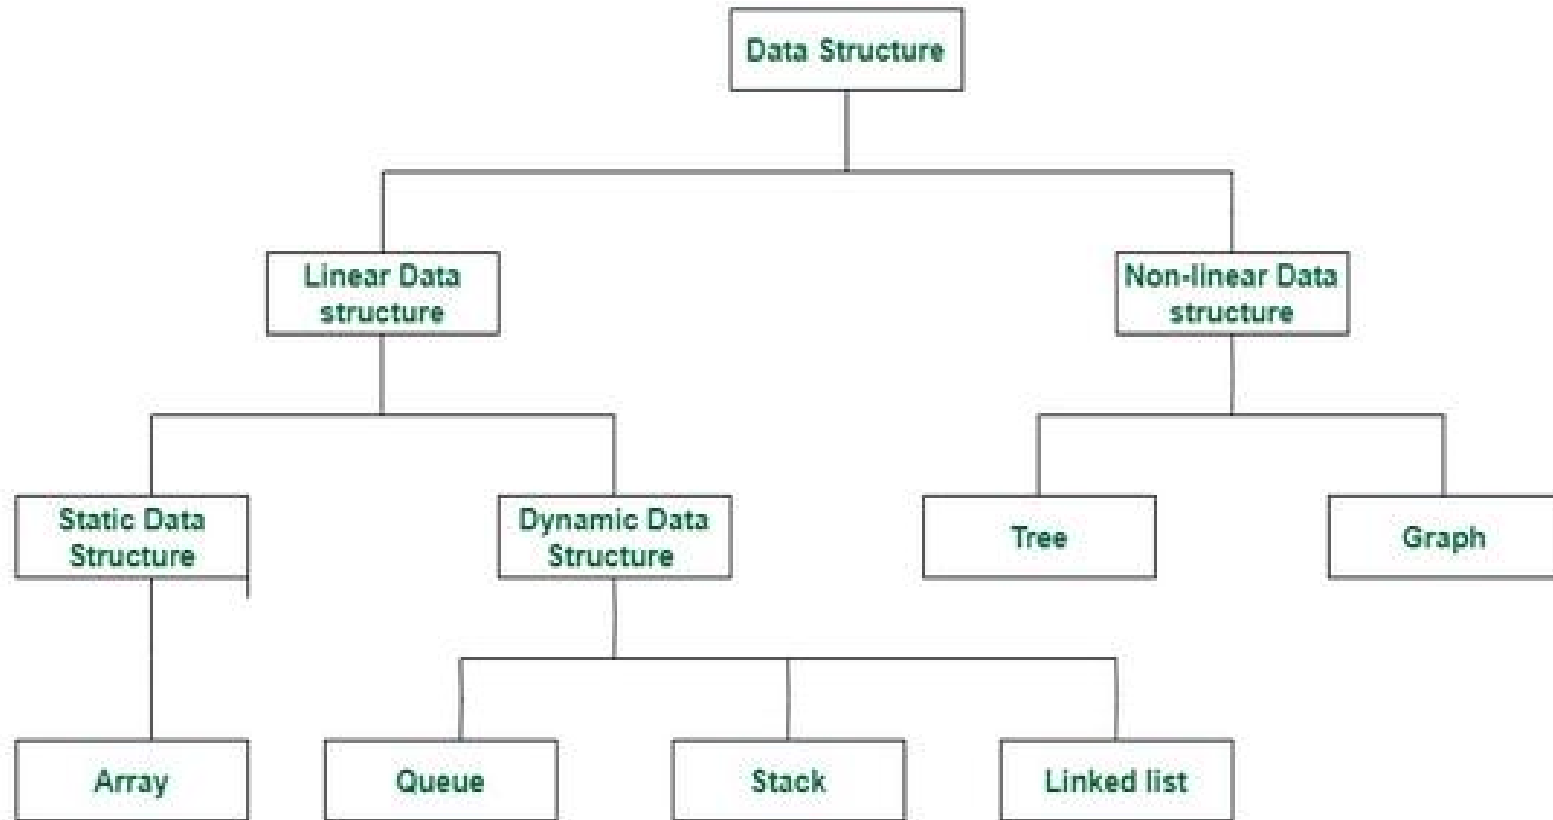 Data Structure
Linear Data
structure
Non-linear Data
structure
Static Data
Structure
Dynamic Data
Structure
Tree
Graph
Array
Queue
Stack
Linked list